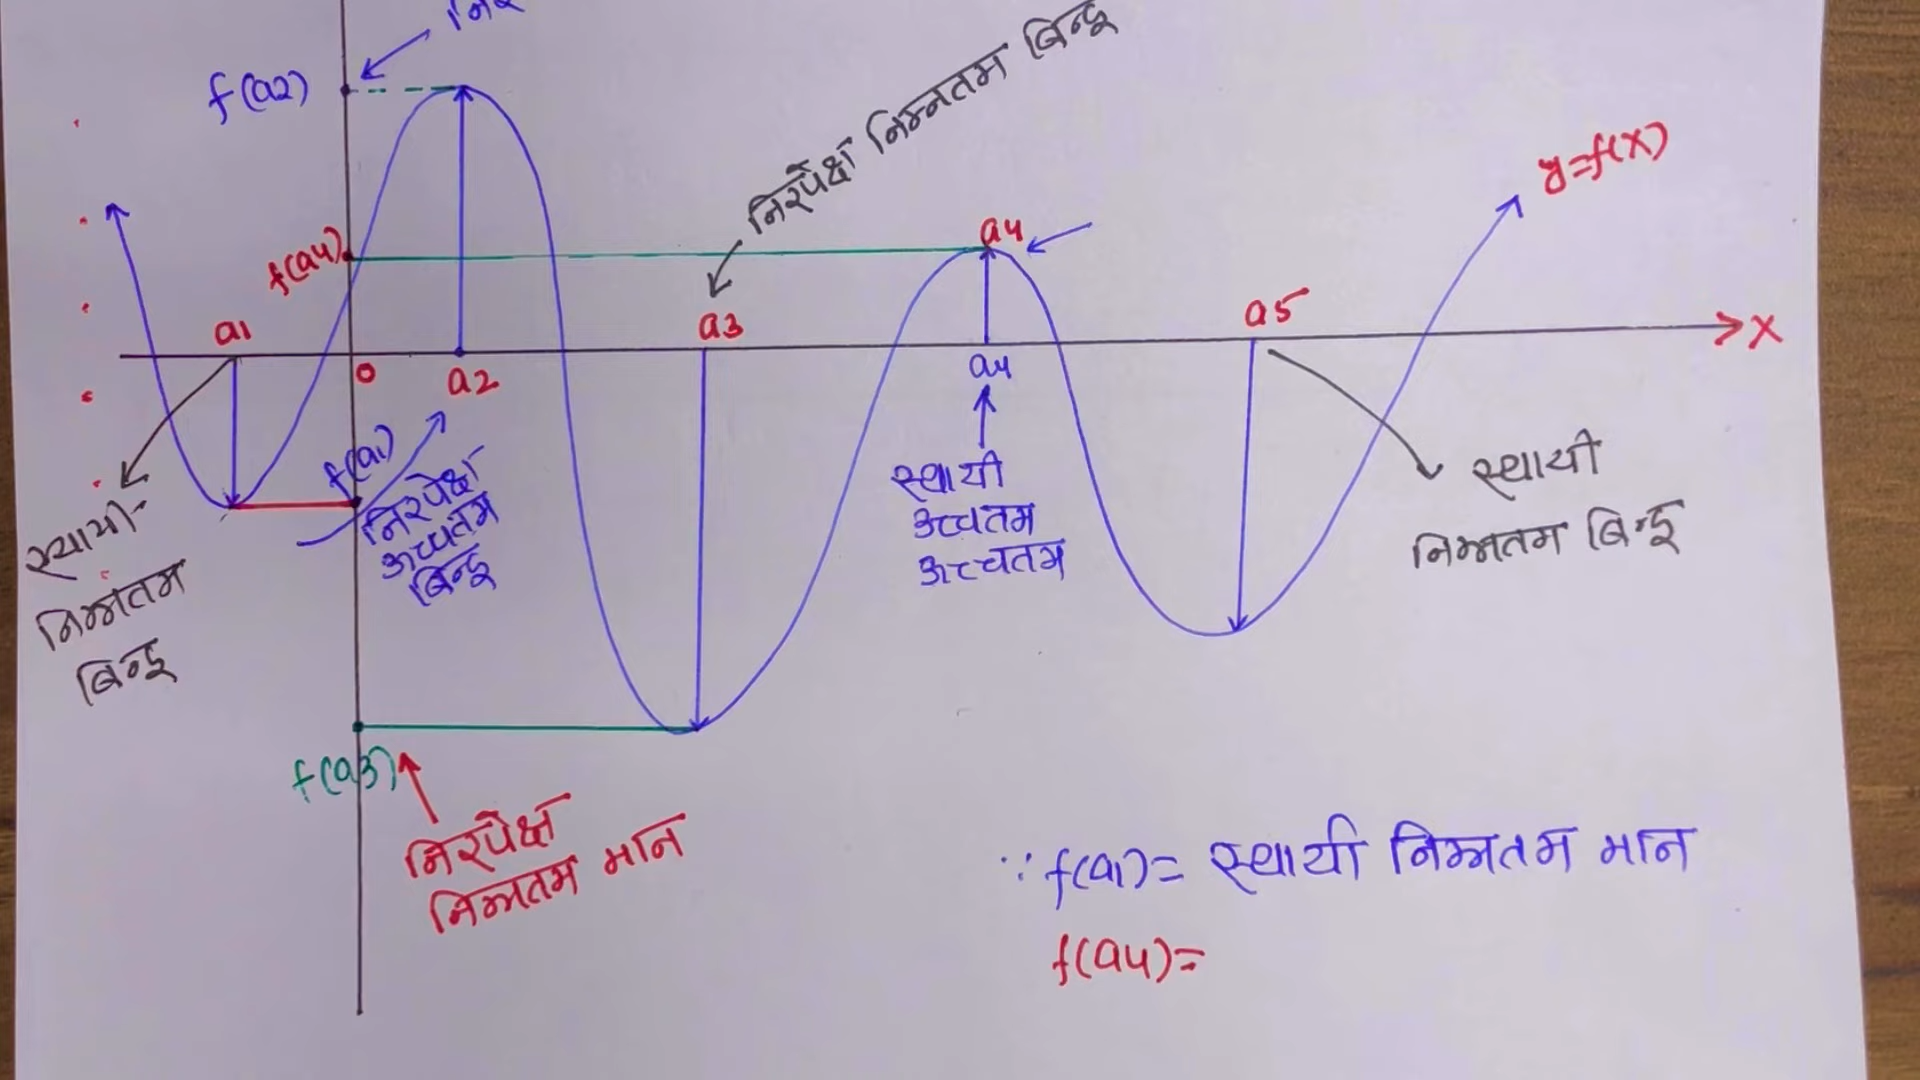 f(a2)
निरपेक्ष निम्नतम बिन्दू
y=f(x)
f(a4)
a4
a1
a3
a5
X
0
a2
a4
f(a1)
निरपेक्ष
उच्चतम
बिन्दू
स्थायी
उच्चतम
उच्चतम
स्थायी
निम्नतम बिन्दू
स्थायी-
निम्नतम
बिन्दू
f(a3)
निरपेक्ष
निम्नतम मान
∵ f(a1)= स्थायी निम्नतम मान
f(a4)=